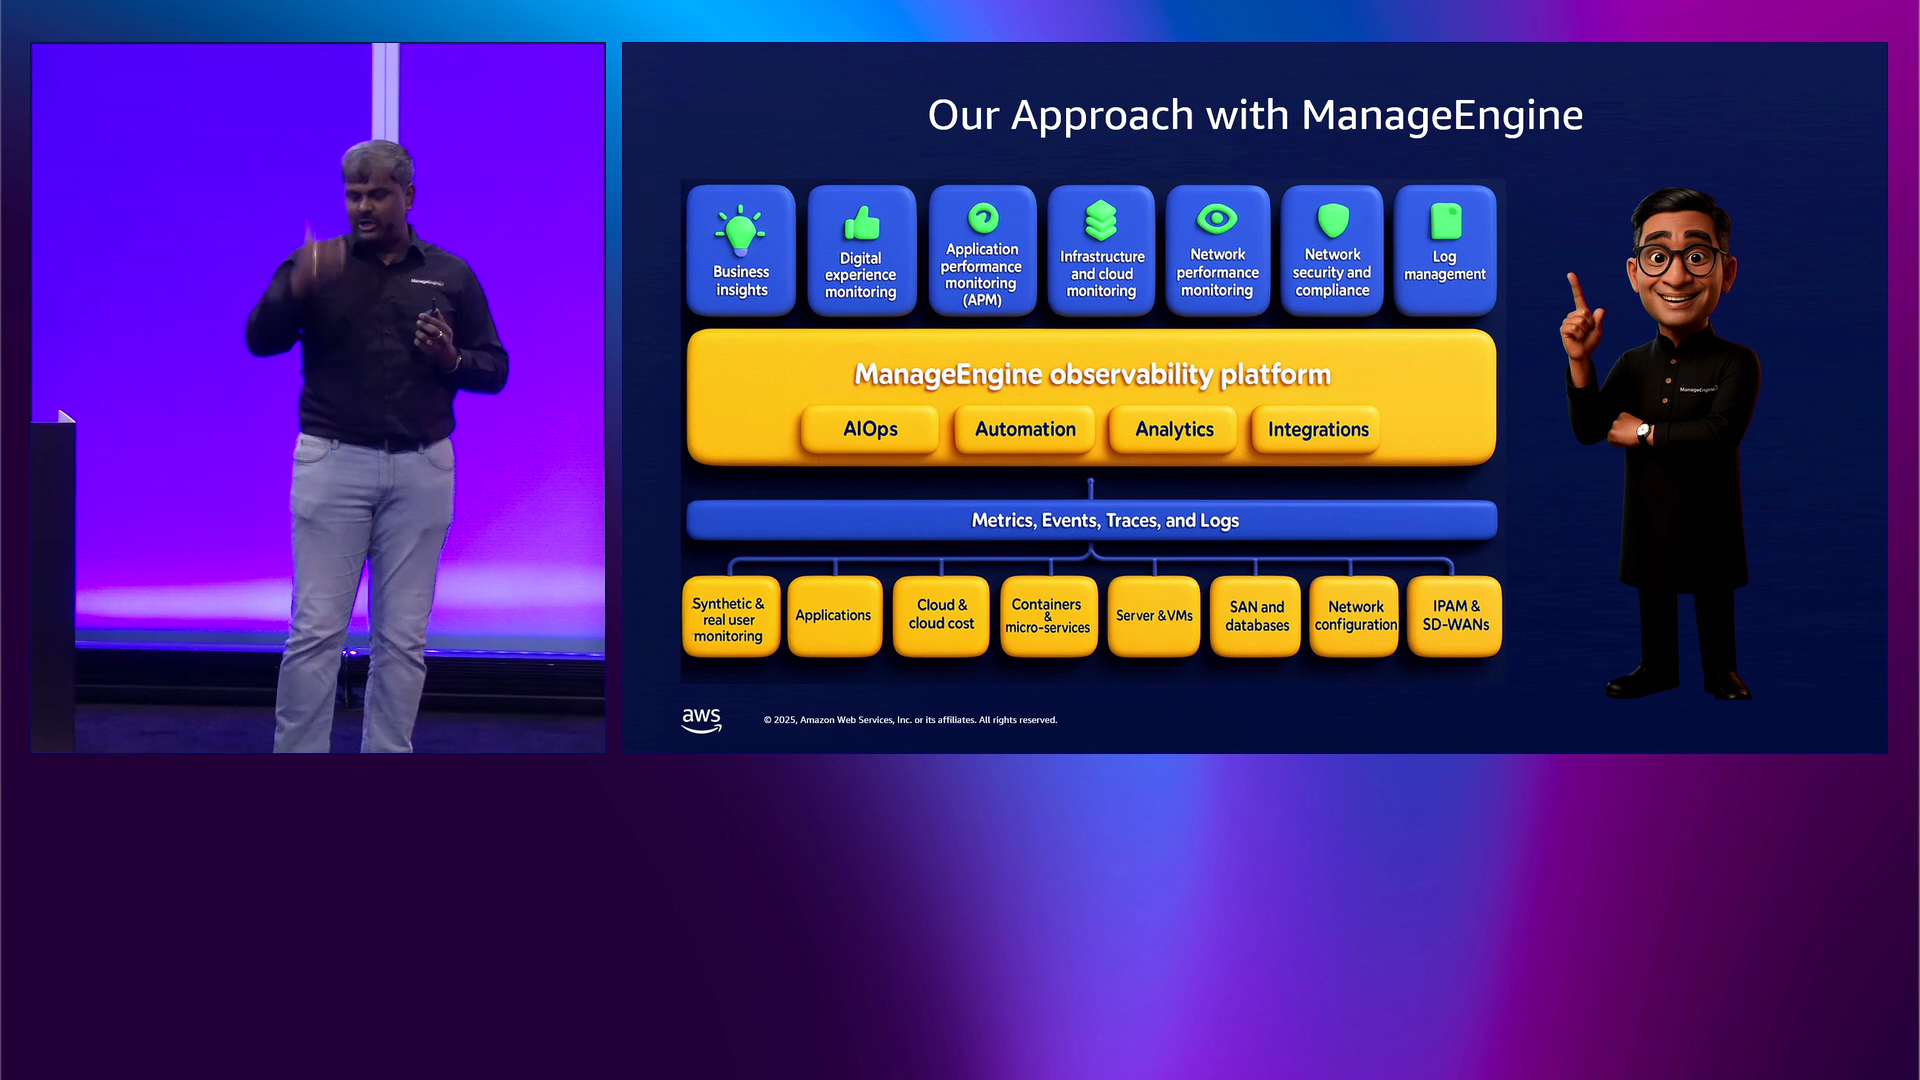 ManageEngine
Our Approach with ManageEngine
Business
insights
Digital
experience
monitoring
Application
performance
monitoring
(APM)
Infrastructure
and cloud
monitoring
Network
performance
monitoring
Network
security and
compliance
Log
management
ManageEngine observability platform
AIOps
Automation
Analytics
Integrations
Metrics, Events, Traces, and Logs
Synthetic &
real user
monitoring
Applications
Cloud &
cloud cost
Containers
&
micro-services
Server &VMs
SAN and
databases
Network
configuration
IPAM &
SD-WANs
ManageEngine
aws
© 2025, Amazon Web Services, Inc. or its affiliates. All rights reserved.